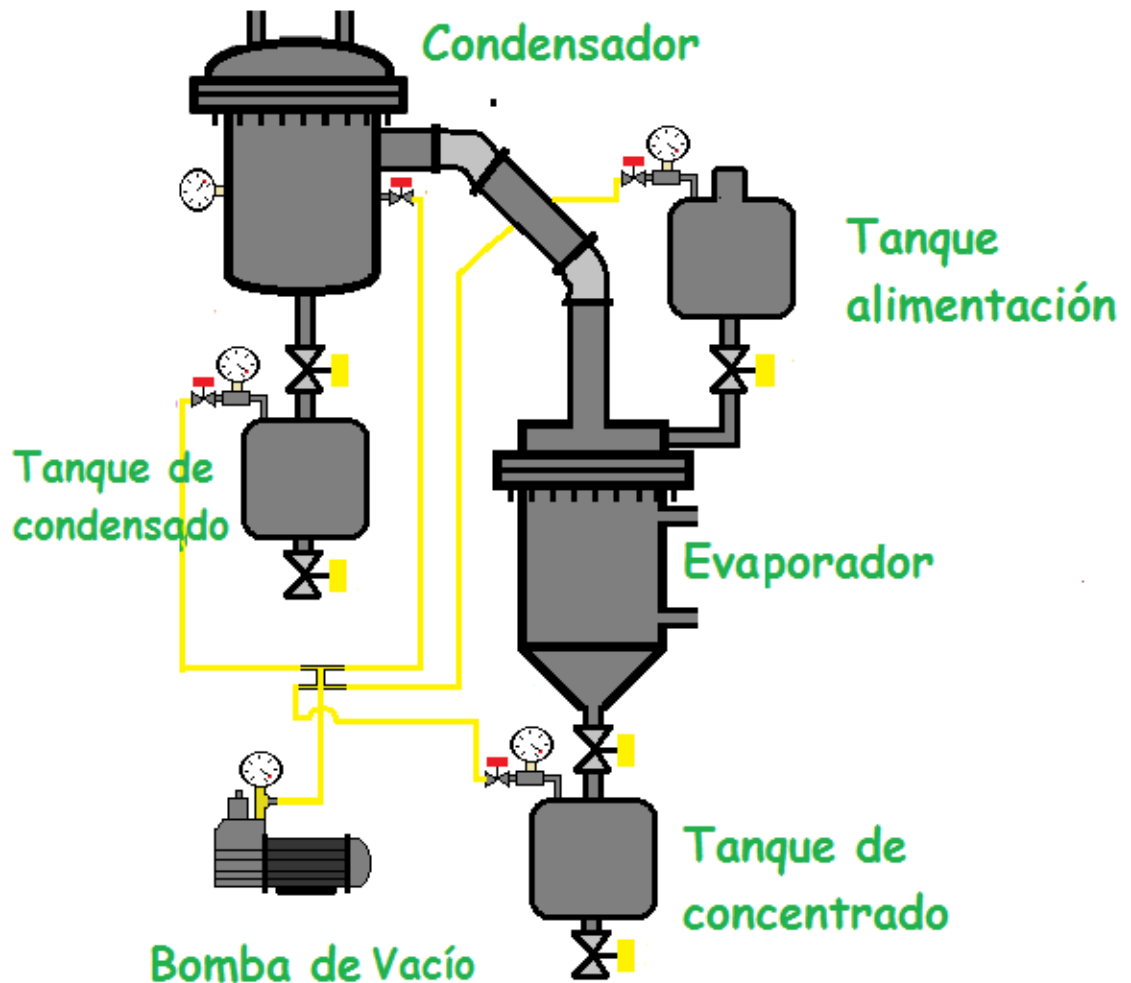 Condensador
Tanque
alimentación
Tanque de
condensado
Evaporador
Tanque de
concentrado
Bomba de Vacío